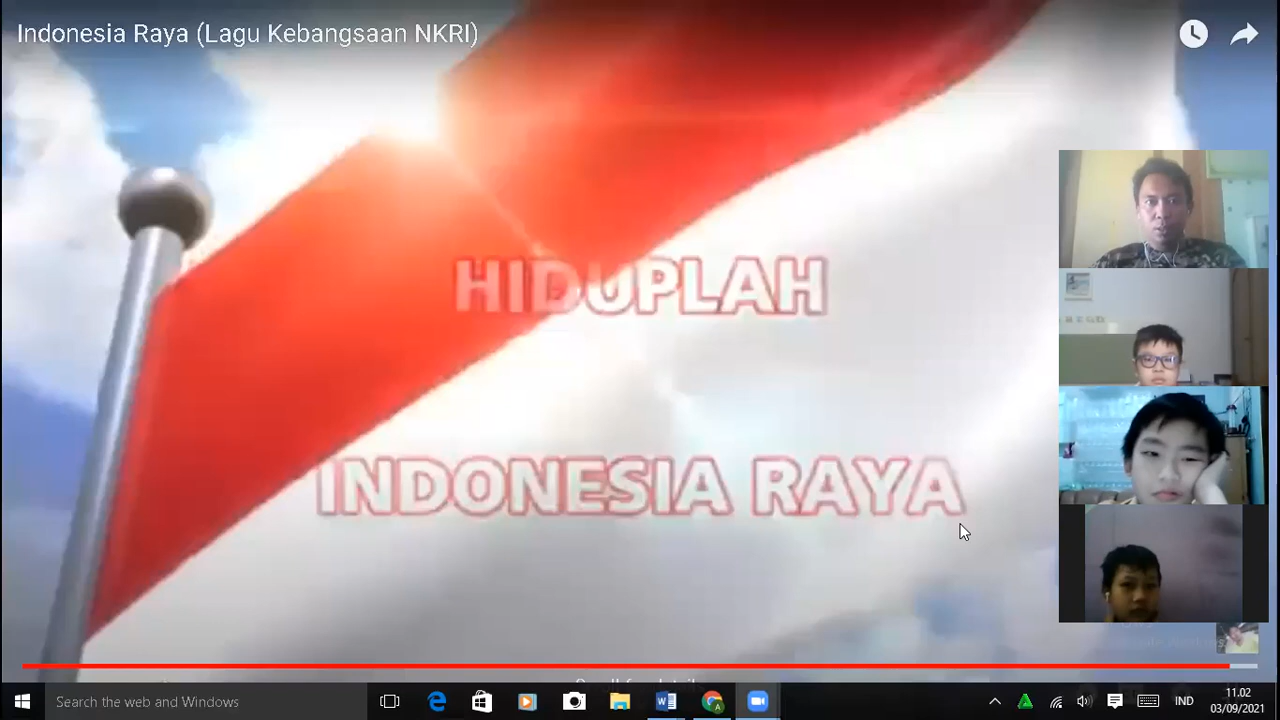 Indonesia Raya (Lagu Kebangsaan NKRI)
HIDUPLAH
INDONESIA RAYA
Search the web and Windows
IND
11.02
03/09/2021